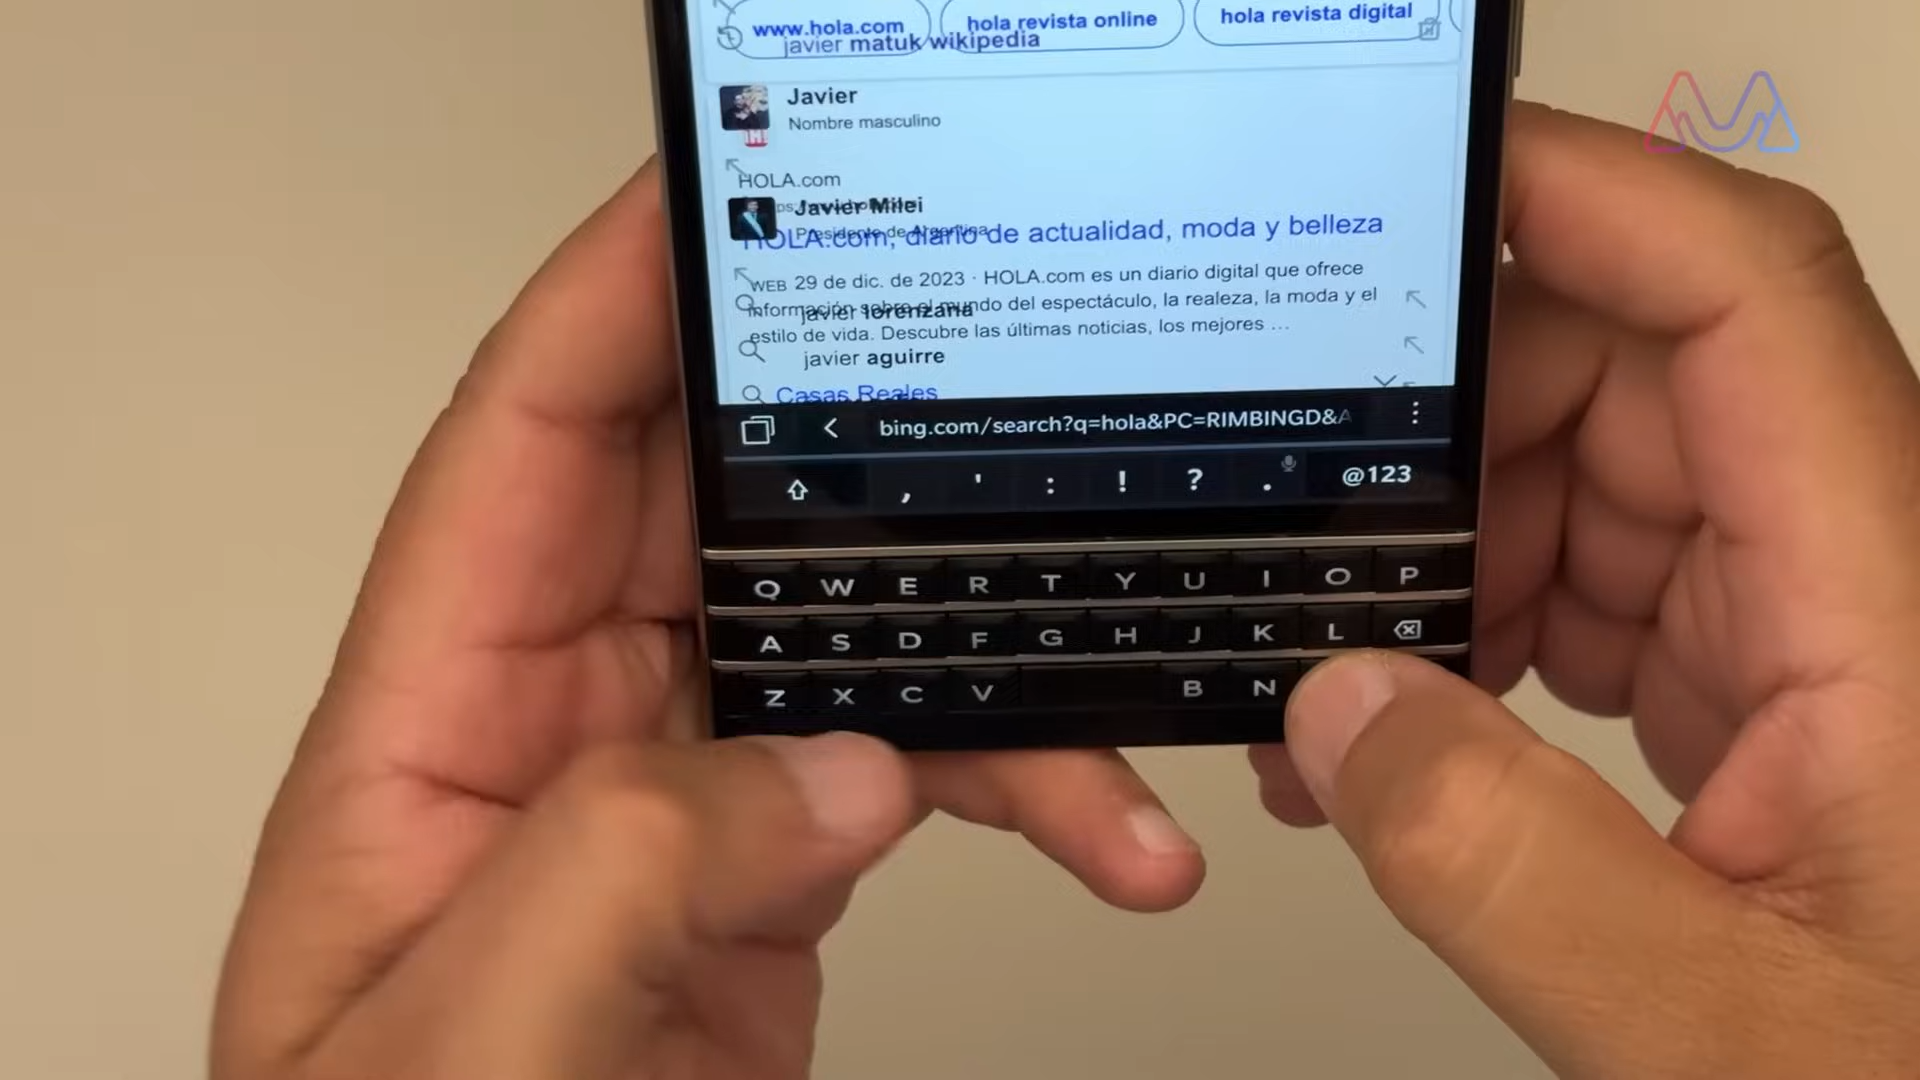 www.hola.com
hola revista online
hola revista digital
javier matuk wikipedia
Javier
Nombre masculino
HOLA.com
Javier Milei
Presidente de Argentina
HOLA.com, diario de actualidad, moda y belleza
WEB 29 de dic. de 2023 · HOLA.com es un diario digital que ofrece
información sobre el mundo del espectáculo, la realeza, la moda y el
javier lorenzana
estilo de vida. Descubre las últimas noticias, los mejores ...
javier aguirre
Casas Reales
bing.com/search?q=hola&PC=RIMBINGD&A
, ' : ! ? . @123
Q W E R T Y U I O P
A S D F G H J K L
Z X C V B N